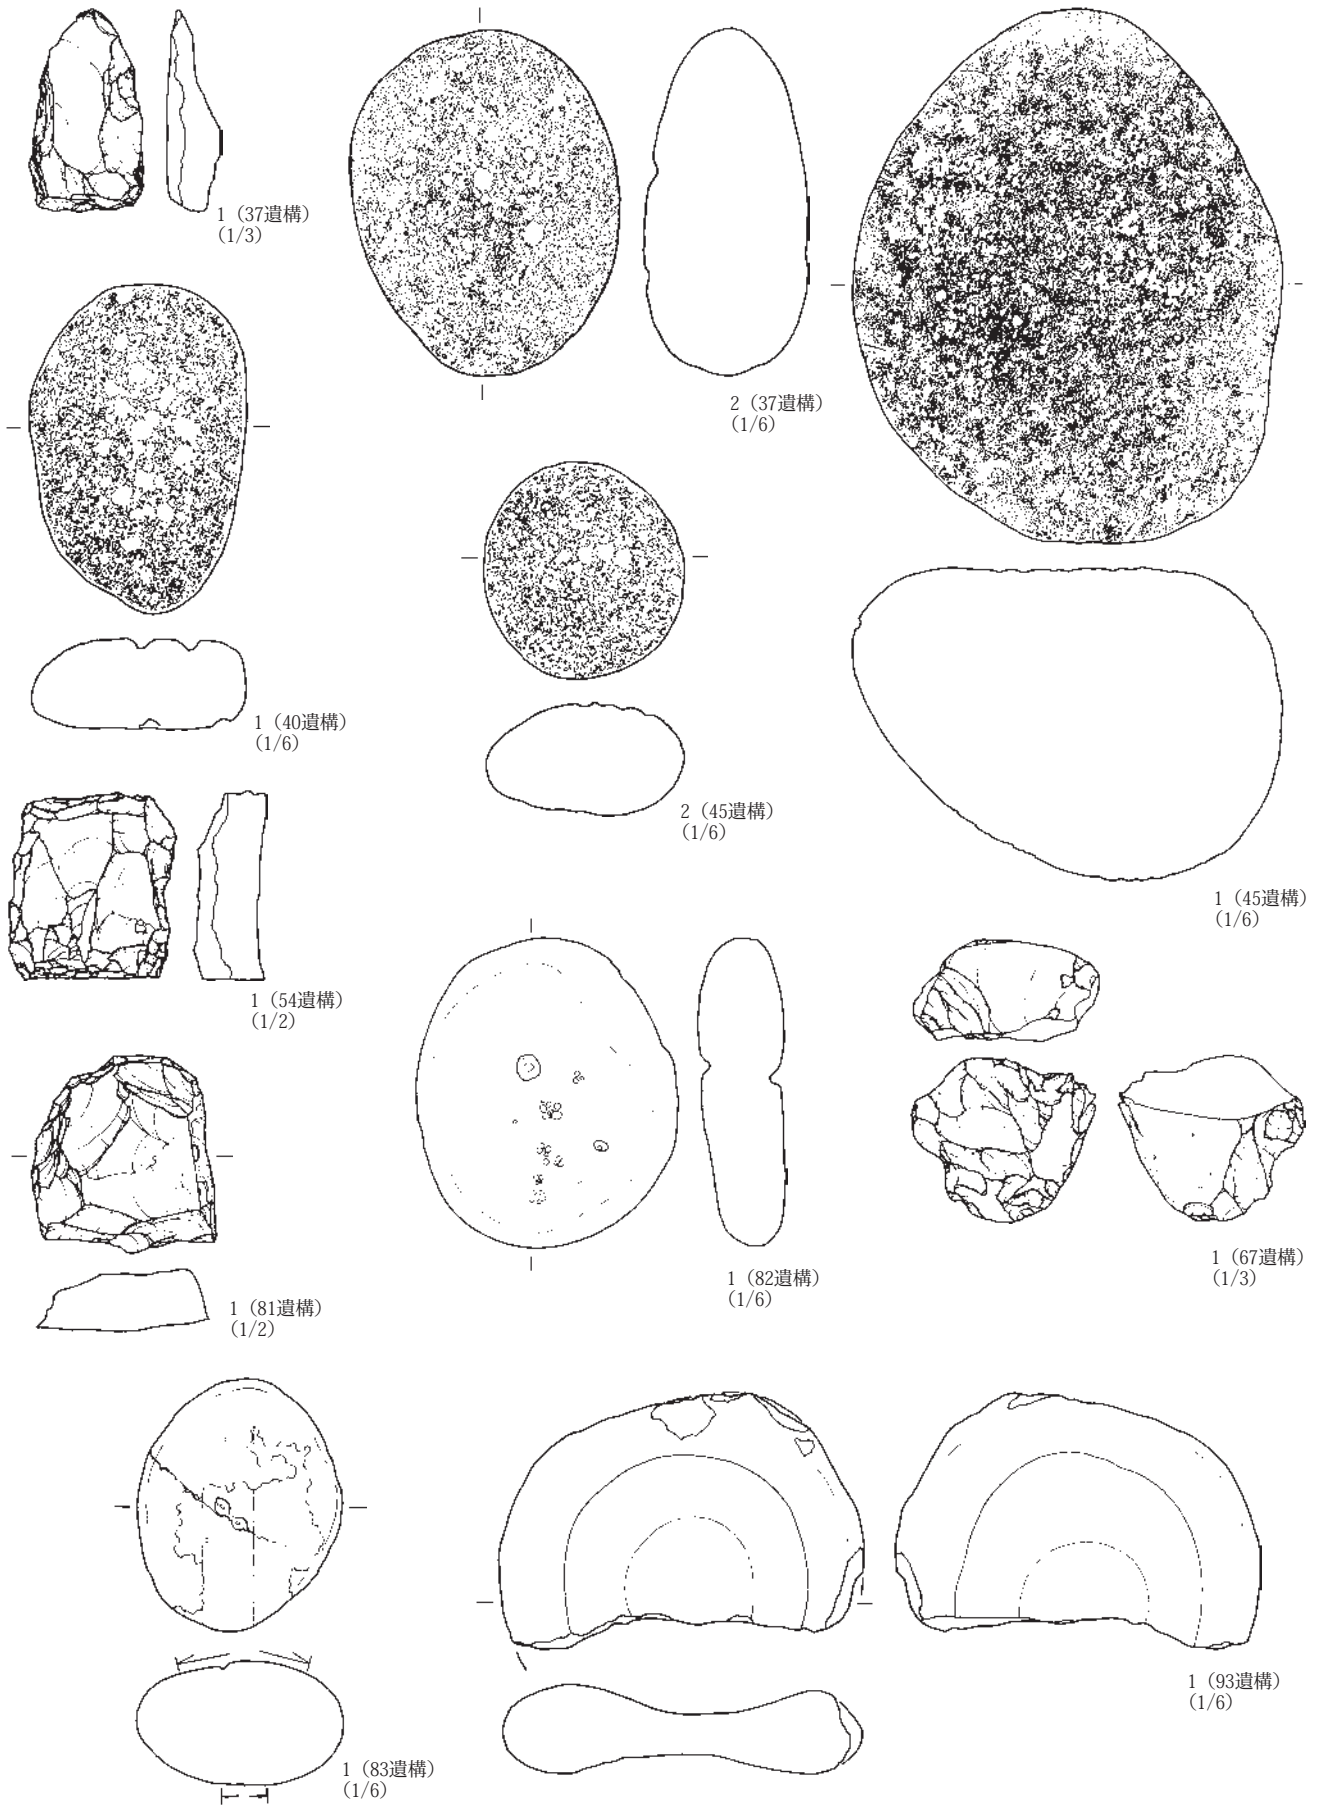 1（37遺構）
（1/3）
2（37遺構）
（1/6）
1（40遺構）
（1/6）
2（45遺構）
（1/6）
1（45遺構）
（1/6）
1（54遺構）
（1/2）
1（82遺構）
（1/6）
1（67遺構）
（1/3）
1（81遺構）
（1/2）
1（83遺構）
（1/6）
1（93遺構）
（1/6）